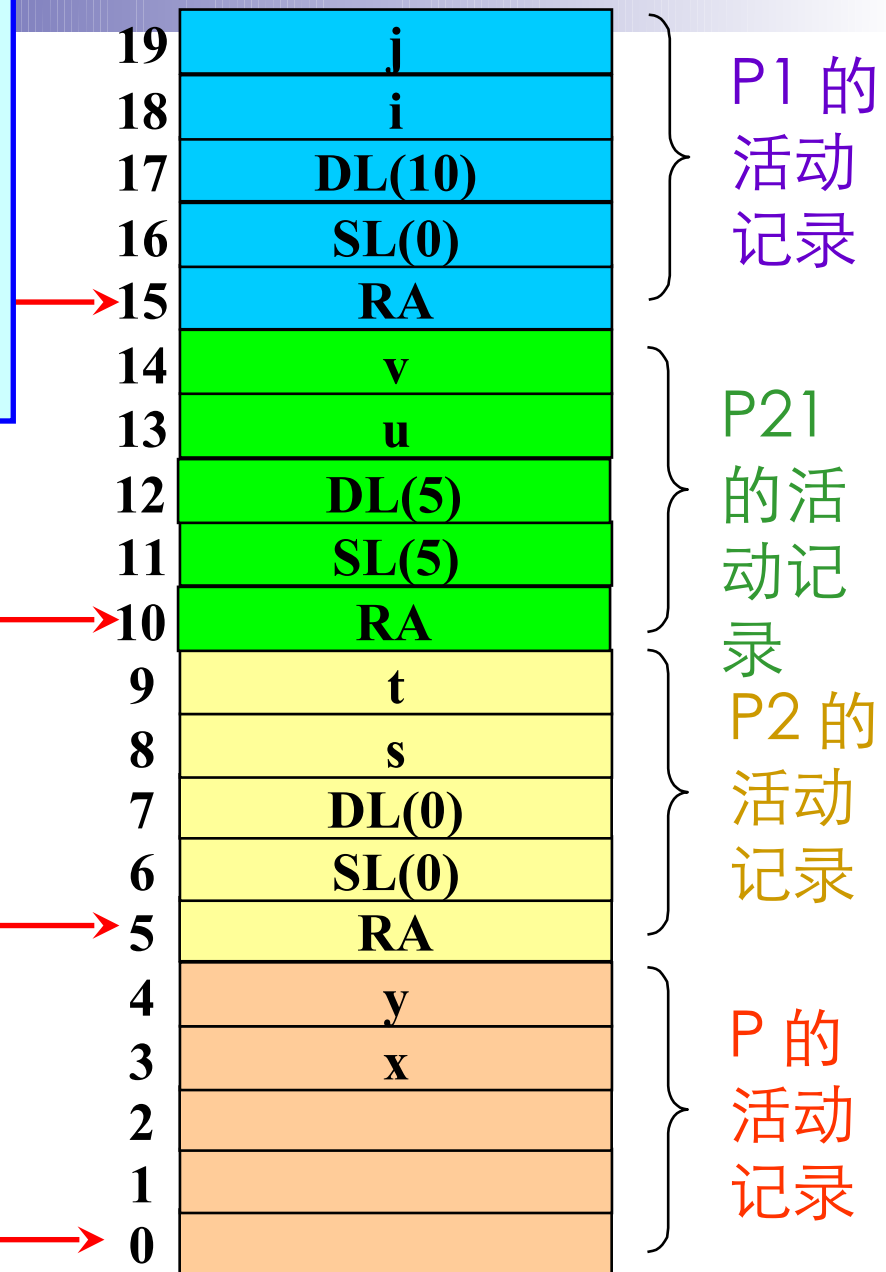 19 j
18 i
17 DL(10)
16 SL(0)
15 RA
P1 的
活动
记录
14 v
13 u
12 DL(5)
11 SL(5)
10 RA
P21
的活
动记
录
9 t
8 s
7 DL(0)
6 SL(0)
5 RA
P2 的
活动
记录
4 y
3 x
2
1
0
P 的
活动
记录